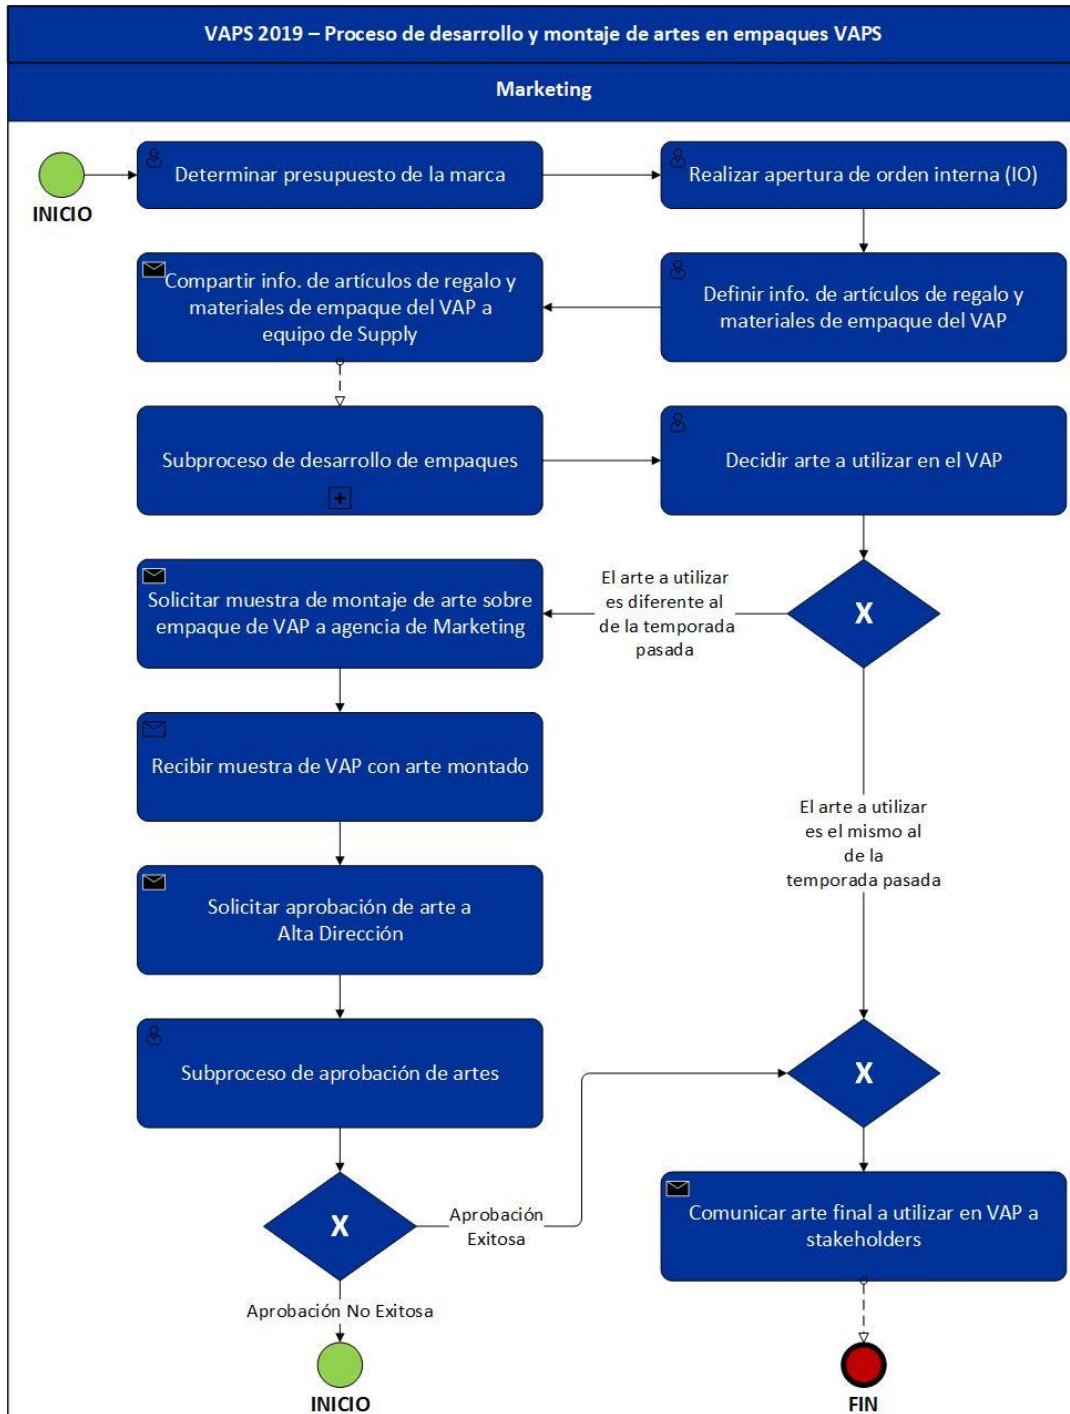 VAPS 2019 – Proceso de desarrollo y montaje de artes en empaques VAPS
Marketing
INICIO
Determinar presupuesto de la marca
Realizar apertura de orden interna (IO)
Compartir info. de artículos de regalo y
materiales de empaque del VAP a
equipo de Supply
Definir info. de artículos de regalo y
materiales de empaque del VAP
Subproceso de desarrollo de empaques
Decidir arte a utilizar en el VAP
X
El arte a utilizar
es diferente al
de la temporada
pasada
Solicitar muestra de montaje de arte sobre
empaque de VAP a agencia de Marketing
Recibir muestra de VAP con arte montado
El arte a utilizar
es el mismo al
de la
temporada pasada
Solicitar aprobación de arte a
Alta Dirección
Subproceso de aprobación de artes
X
X
Aprobación
Exitosa
Comunicar arte final a utilizar en VAP a
stakeholders
Aprobación No Exitosa
INICIO
FIN